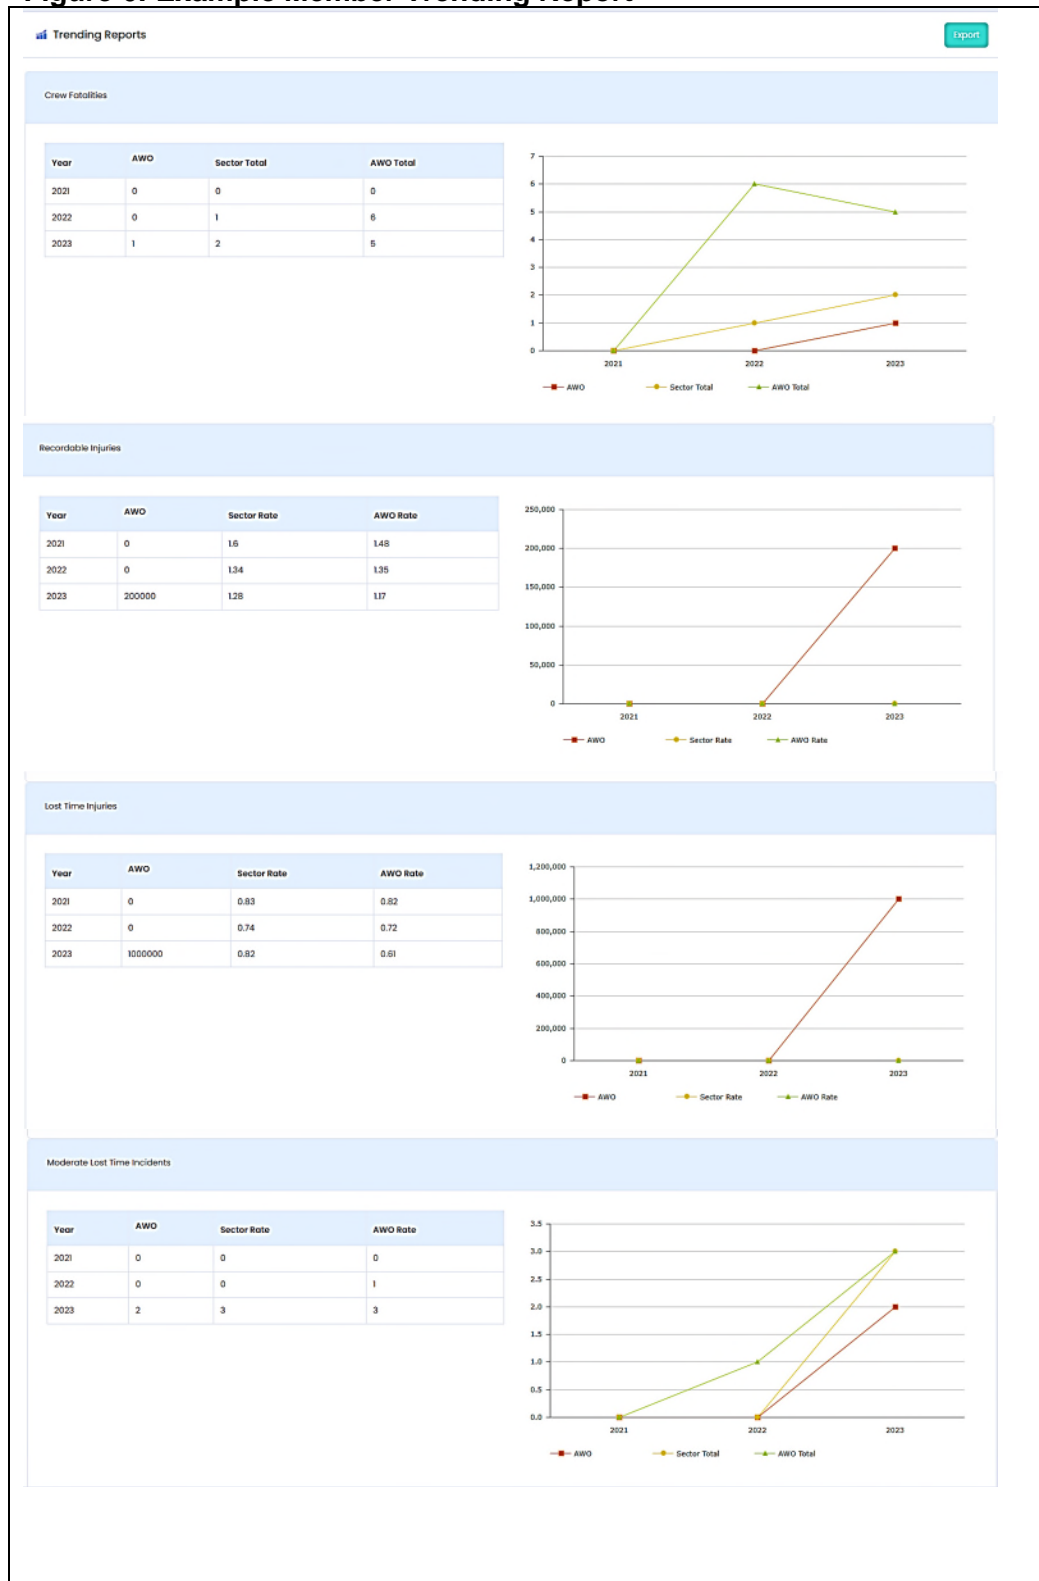 Figure 6. Example Member Trending Report
Trending Reports
Export
Crew Fatalities
Year AWO Sector Total AWO Total
2021 0 0 0
2022 0 1 6
2023 1 2 5
7
6
5
4
3
2
1
0
2021 2022 2023
AWO Sector Total AWO Total
Recordable Injuries
Year AWO Sector Rate AWO Rate
2021 0 1.6 1.48
2022 0 1.34 1.35
2023 200000 1.28 1.17
250,000
200,000
150,000
100,000
50,000
0
2021 2022 2023
AWO Sector Rate AWO Rate
Lost Time Injuries
Year AWO Sector Rate AWO Rate
2021 0 0.83 0.82
2022 0 0.74 0.72
2023 1000000 0.82 0.61
1,200,000
1,000,000
800,000
600,000
400,000
200,000
0
2021 2022 2023
AWO Sector Rate AWO Rate
Moderate Lost Time Incidents
Year AWO Sector Rate AWO Rate
2021 0 0 0
2022 0 0 1
2023 2 3 3
3.5
3.0
2.5
2.0
1.5
1.0
0.5
0.0
2021 2022 2023
AWO Sector Total AWO Total